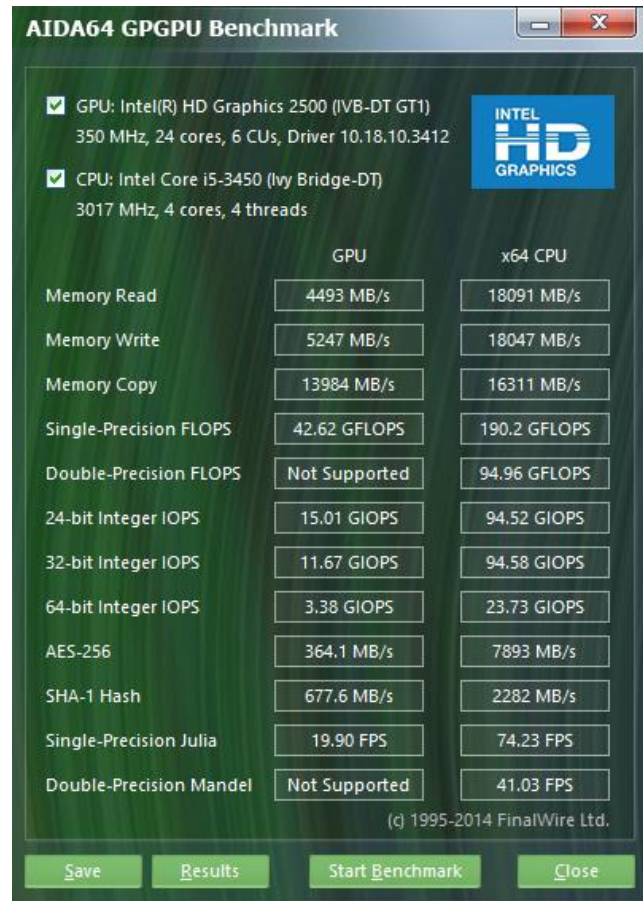 AIDA64 GPGPU Benchmark
GPU: Intel(R) HD Graphics 2500 (IVB-DT GT1)
350 MHz, 24 cores, 6 CUs, Driver 10.18.10.3412
INTEL
HD
GRAPHICS
CPU: Intel Core i5-3450 (Ivy Bridge-DT)
3017 MHz, 4 cores, 4 threads
GPU x64 CPU
Memory Read 4493 MB/s 18091 MB/s
Memory Write 5247 MB/s 18047 MB/s
Memory Copy 13984 MB/s 16311 MB/s
Single-Precision FLOPS 42.62 GFLOPS 190.2 GFLOPS
Double-Precision FLOPS Not Supported 94.96 GFLOPS
24-bit Integer IOPS 15.01 GIOPS 94.52 GIOPS
32-bit Integer IOPS 11.67 GIOPS 94.58 GIOPS
64-bit Integer IOPS 3.38 GIOPS 23.73 GIOPS
AES-256 364.1 MB/s 7893 MB/s
SHA-1 Hash 677.6 MB/s 2282 MB/s
Single-Precision Julia 19.90 FPS 74.23 FPS
Double-Precision Mandel Not Supported 41.03 FPS
(c) 1995-2014 FinalWire Ltd.
Save Results Start Benchmark Close